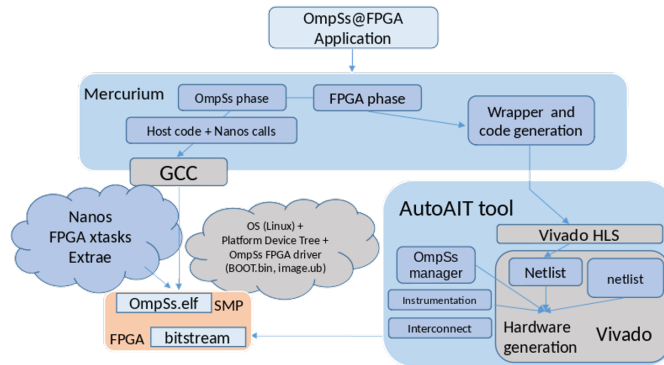 OmpSs@FPGA
Application
Mercurium
OmpSs phase
FPGA phase
Host code + Nanos calls
Wrapper and
code generation
GCC
Nanos
FPGA xtasks
Extrae
OS (Linux) +
Platform Device Tree +
OmpSs FPGA driver
(BOOT.bin, image.ub)
AutoAIT tool
Vivado HLS
OmpSs
manager
Netlist
netlist
Instrumentation
Interconnect
Hardware
generation
Vivado
OmpSs.elf
SMP
FPGA
bitstream